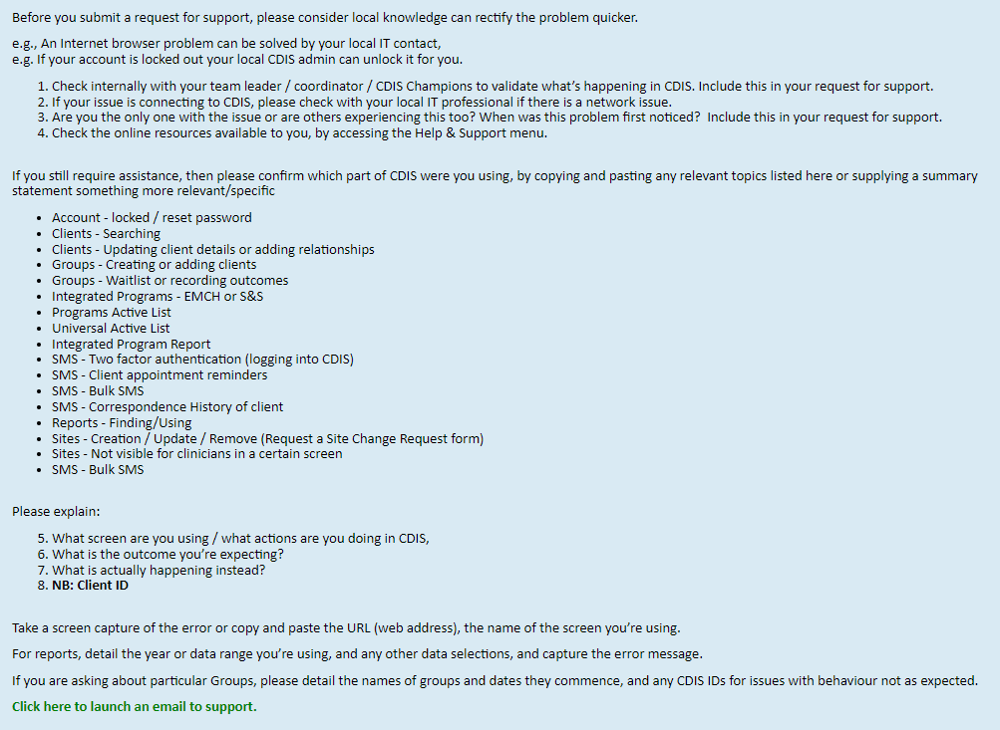 Before you submit a request for support, please consider local knowledge can rectify the problem quicker.
e.g., An Internet browser problem can be solved by your local IT contact,
e.g. If your account is locked out your local CDIS admin can unlock it for you.
1. Check internally with your team leader / coordinator / CDIS Champions to validate what's happening in CDIS. Include this in your request for support.
2. If your issue is connecting to CDIS, please check with your local IT professional if there is a network issue.
3. Are you the only one with the issue or are others experiencing this too? When was this problem first noticed?  Include this in your request for support.
4. Check the online resources available to you, by accessing the Help & Support menu.
If you still require assistance, then please confirm which part of CDIS were you using, by copying and pasting any relevant topics listed here or supplying a summary
statement something more relevant/specific
• Account - locked / reset password
• Clients - Searching
• Clients - Updating client details or adding relationships
• Groups - Creating or adding clients
• Groups - Waitlist or recording outcomes
• Integrated Programs - EMCH or S&S
• Programs Active List
• Universal Active List
• Integrated Program Report
• SMS - Two factor authentication (logging into CDIS)
• SMS - Client appointment reminders
• SMS - Bulk SMS
• SMS - Correspondence History of client
• Reports - Finding/Using
• Sites - Creation / Update / Remove (Request a Site Change Request form)
• Sites - Not visible for clinicians in a certain screen
• SMS - Bulk SMS
Please explain:
5. What screen are you using / what actions are you doing in CDIS,
6. What is the outcome you're expecting?
7. What is actually happening instead?
8. NB: Client ID
Take a screen capture of the error or copy and paste the URL (web address), the name of the screen you're using.
For reports, detail the year or data range you're using, and any other data selections, and capture the error message.
If you are asking about particular Groups, please detail the names of groups and dates they commence, and any CDIS IDs for issues with behaviour not as expected.
Click here to launch an email to support.